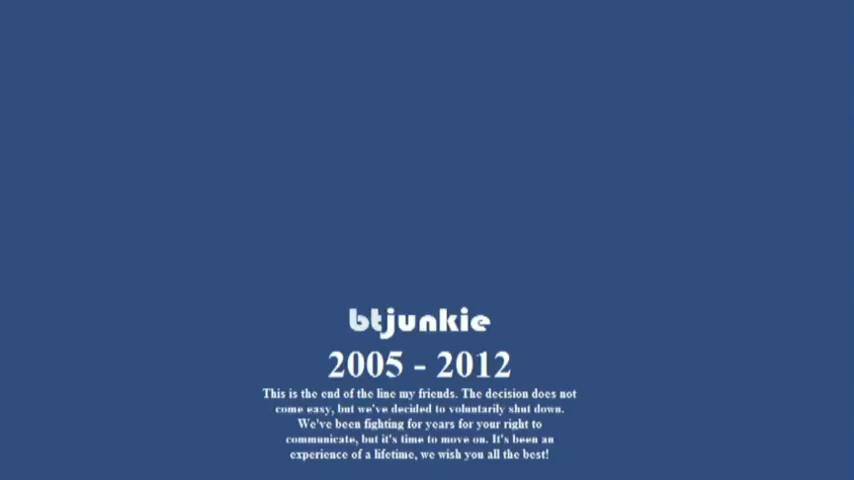 btjunkie
2005 - 2012
This is the end of the line my friends. The decision does not
come easy, but we've decided to voluntarily shut down.
We've been fighting for years for your right to
communicate, but it's time to move on. It's been an
experience of a lifetime, we wish you all the best!